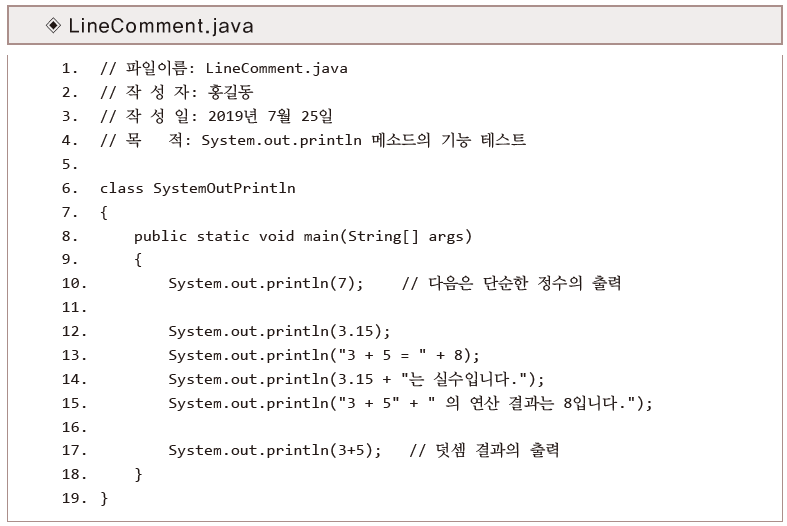 ◈ LineComment.java
1. // 파일이름: LineComment.java
2. // 작 성 자: 홍길동
3. // 작 성 일: 2019년 7월 25일
4. // 목   적: System.out.println 메소드의 기능 테스트
5.
6. class SystemOutPrintln
7. {
8.     public static void main(String[] args)
9.     {
10.         System.out.println(7);    // 다음은 단순한 정수의 출력
11.
12.         System.out.println(3.15);
13.         System.out.println("3 + 5 = " + 8);
14.         System.out.println(3.15 + "는 실수입니다.");
15.         System.out.println("3 + 5" + " 의 연산 결과는 8입니다.");
16.
17.         System.out.println(3+5);   // 덧셈 결과의 출력
18.     }
19. }